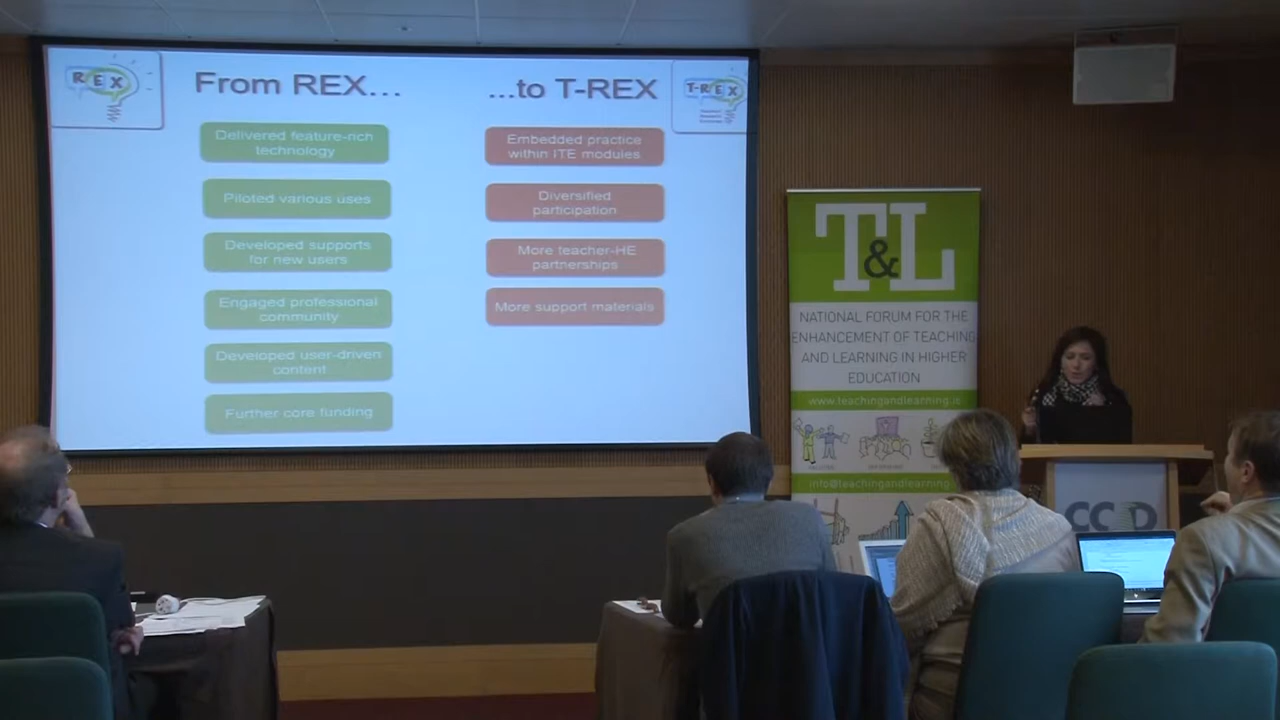 REX
From REX...
...to T-REX
T-REX
Delivered feature-rich
technology
Piloted various uses
Developed supports
for new users
Engaged professional
community
Developed user-driven
content
Further core funding
Embedded practice
within ITE modules
Diversified
participation
More teacher-HE
partnerships
More support materials
T&L
NATIONAL FORUM FOR THE
ENHANCEMENT OF TEACHING
AND LEARNING IN HIGHER
EDUCATION
www.teachingandlearning.ie
info@teachingandlearning